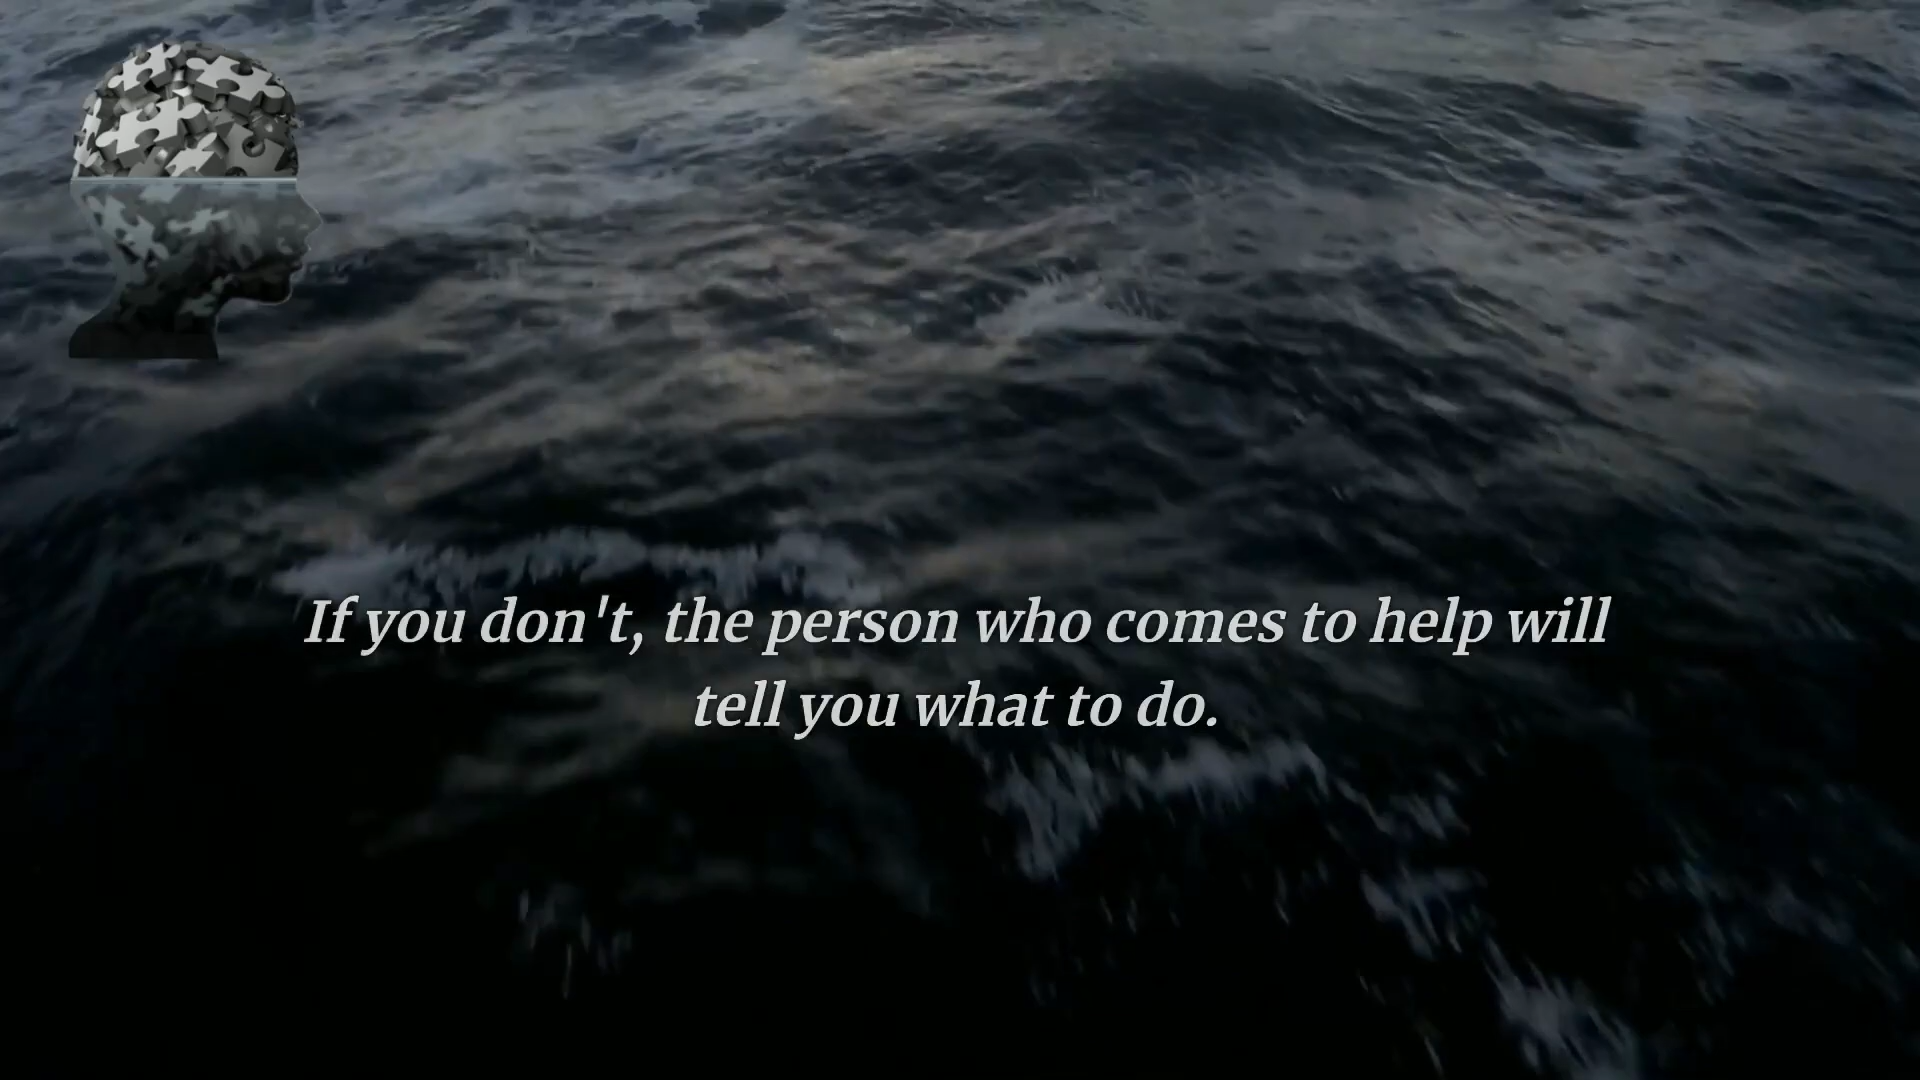 If you don't, the person who comes to help will
tell you what to do.